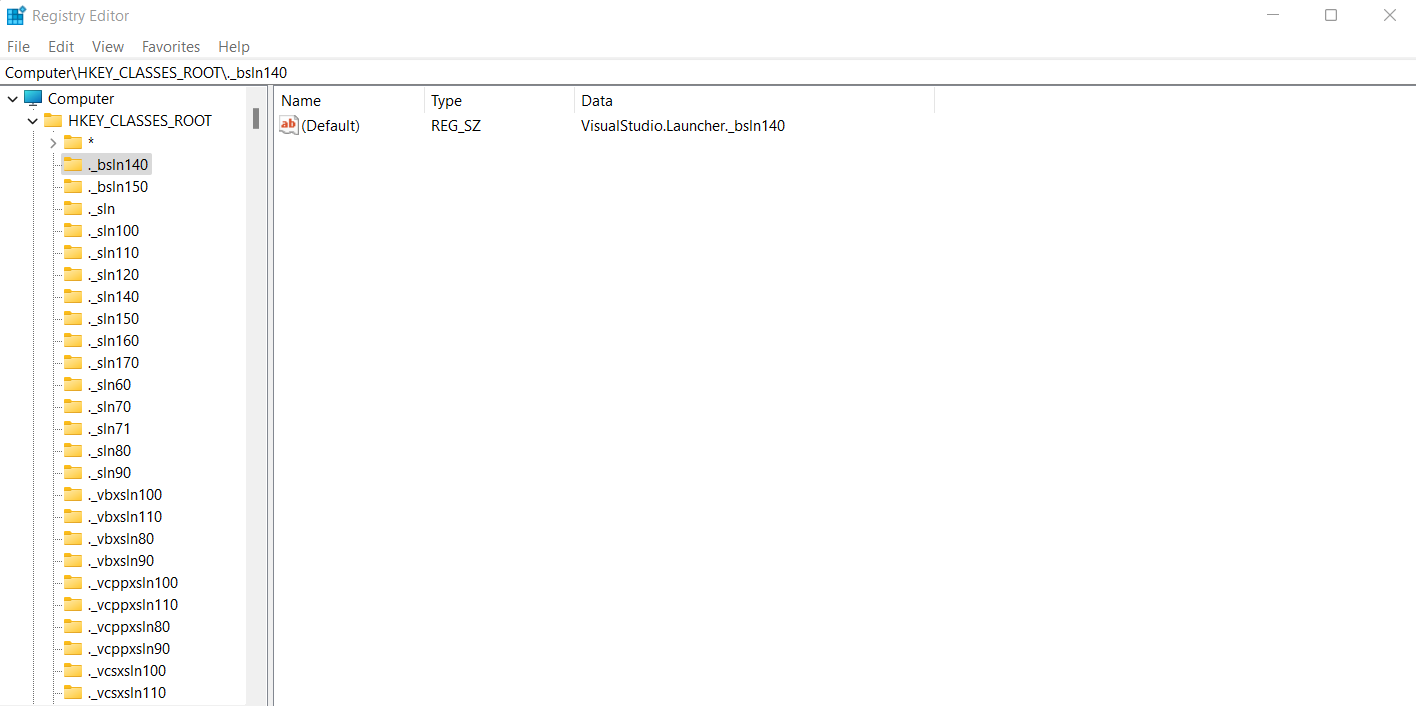 Registry Editor
File Edit View Favorites Help
Computer\HKEY_CLASSES_ROOT\._bsln140
Computer
HKEY_CLASSES_ROOT
*
._bsln140
._bsln150
._sln
._sln100
._sln110
._sln120
._sln140
._sln150
._sln160
._sln170
._sln60
._sln70
._sln71
._sln80
._sln90
._vbxsln100
._vbxsln110
._vbxsln80
._vbxsln90
._vcppxsln100
._vcppxsln110
._vcppxsln80
._vcppxsln90
._vcsxsln100
._vcsxsln110
Name Type Data
ab (Default) REG_SZ VisualStudio.Launcher._bsln140